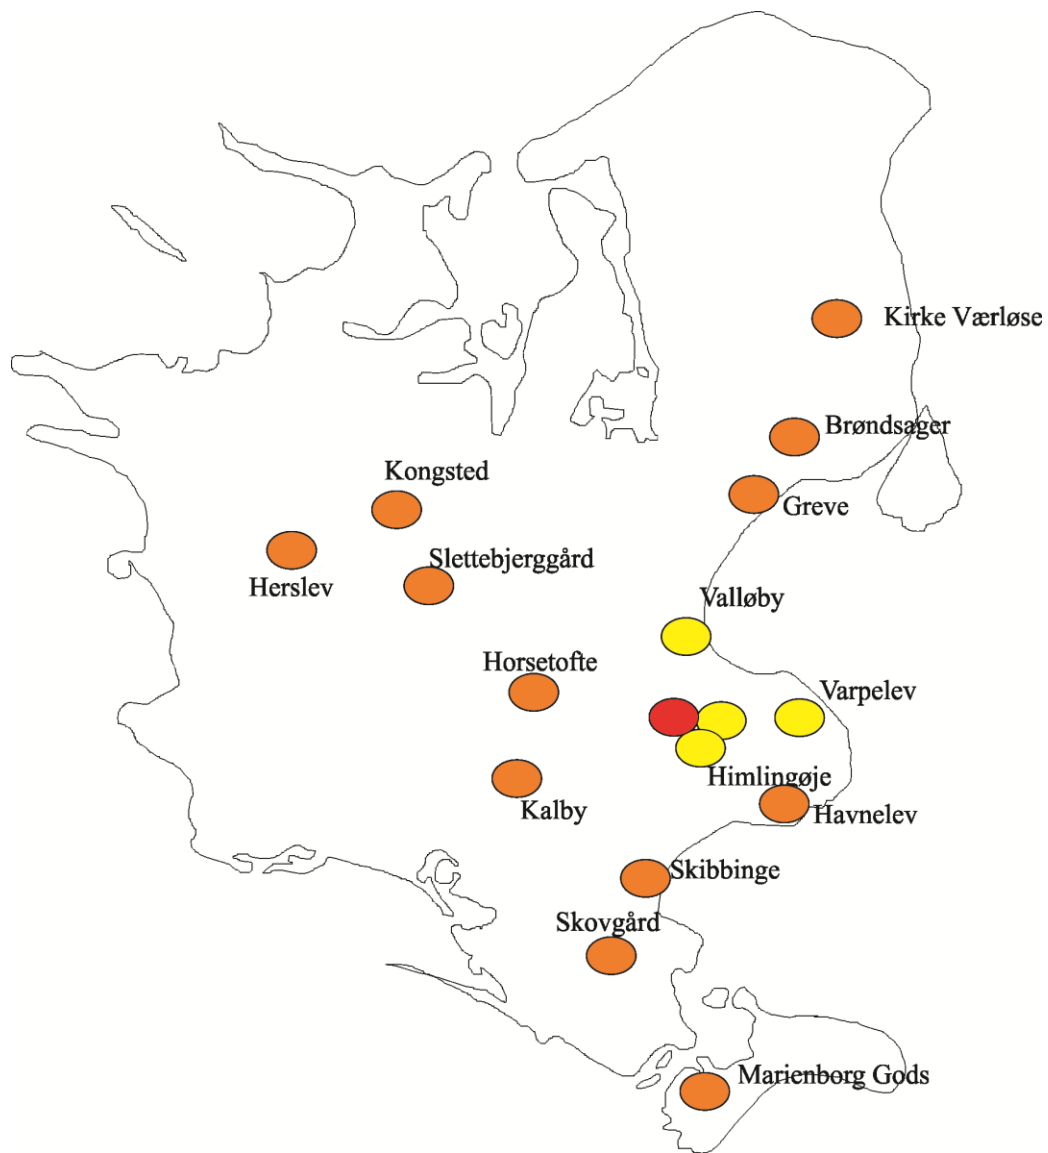 Kirke Værløse
Brøndsager
Kongsted
Greve
Slettebjerggård
Herslev
Valløby
Horsetofte
Varpelev
Himlingøje
Kalby
Havnelev
Skibbinge
Skovgård
Marienborg Gods